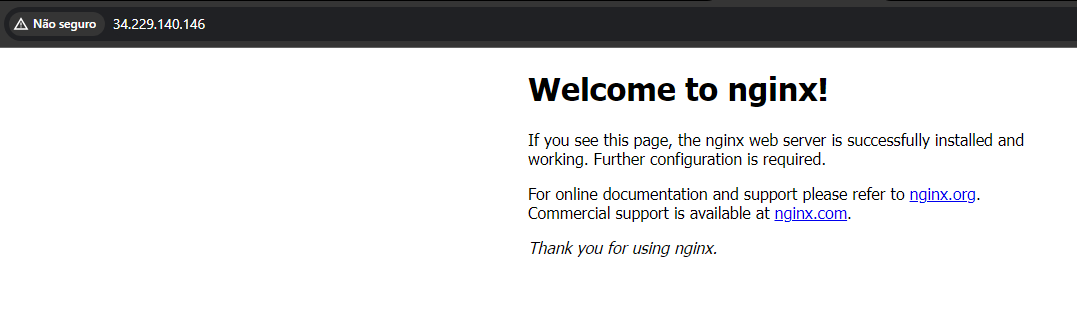 Não seguro 34.229.140.146
Welcome to nginx!
If you see this page, the nginx web server is successfully installed and
working. Further configuration is required.
For online documentation and support please refer to nginx.org.
Commercial support is available at nginx.com.
Thank you for using nginx.